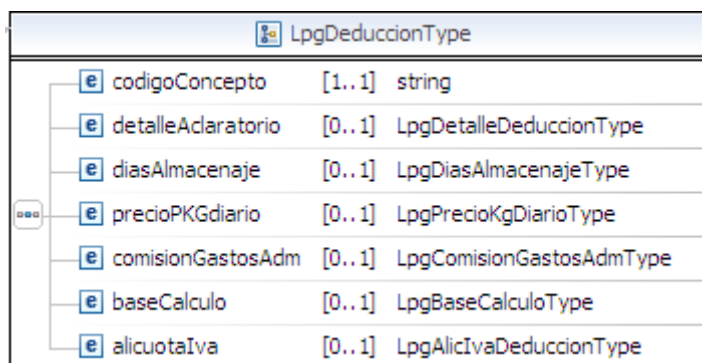 LpgDeduccionType
e codigoConcepto [1..1] string
e detalleAclaratorio [0..1] LpgDetalleDeduccionType
e diasAlmacenaje [0..1] LpgDiasAlmacenajeType
e precioPKGdiario [0..1] LpgPrecioKgDiarioType
e comisionGastosAdm [0..1] LpgComisionGastosAdmType
e baseCalculo [0..1] LpgBaseCalculoType
e alicuotaIva [0..1] LpgAlicIvaDeduccionType